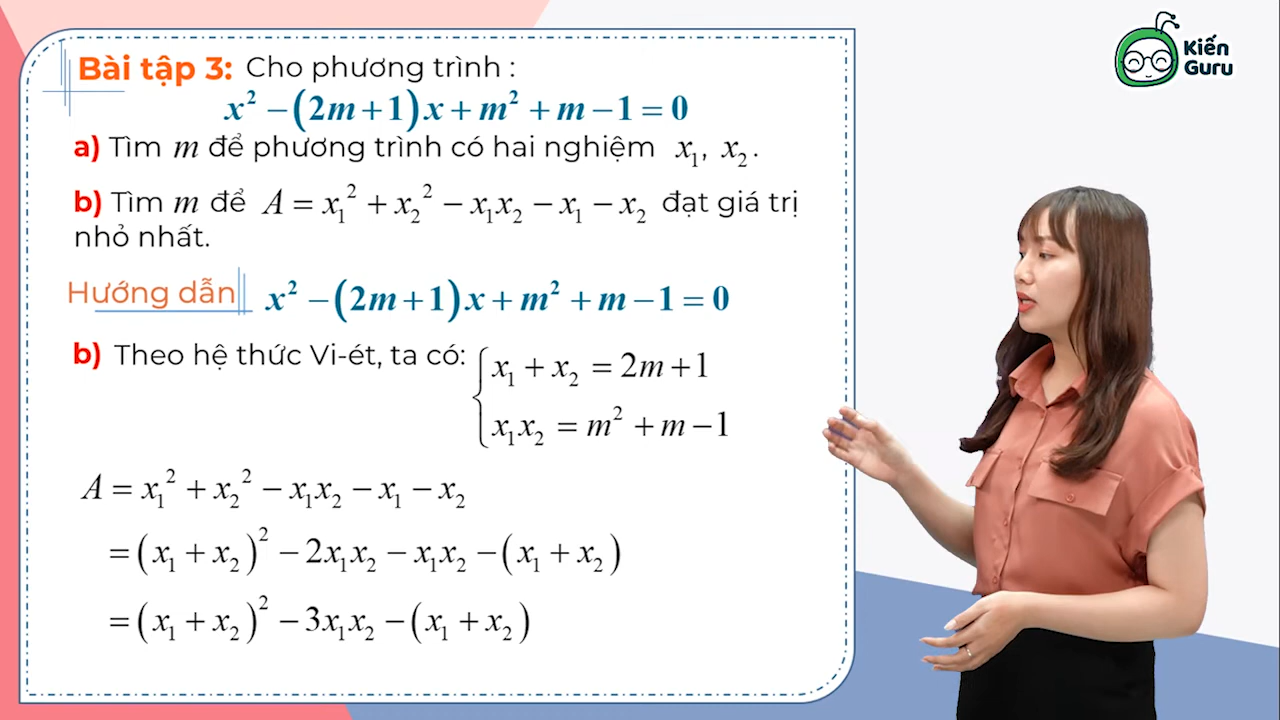 Bài tập 3: Cho phương trình :
x² − (2m + 1)x + m² + m − 1 = 0
a) Tìm m để phương trình có hai nghiệm x₁, x₂.
b) Tìm m để A = x₁² + x₂² − x₁x₂ − x₁ − x₂ đạt giá trị
nhỏ nhất.
Hướng dẫn x² − (2m + 1)x + m² + m − 1 = 0
b) Theo hệ thức Vi-ét, ta có: { x₁ + x₂ = 2m + 1
x₁x₂ = m² + m − 1
A = x₁² + x₂² − x₁x₂ − x₁ − x₂
= (x₁ + x₂)² − 2x₁x₂ − x₁x₂ − (x₁ + x₂)
= (x₁ + x₂)² − 3x₁x₂ − (x₁ + x₂)
Kiến
Guru